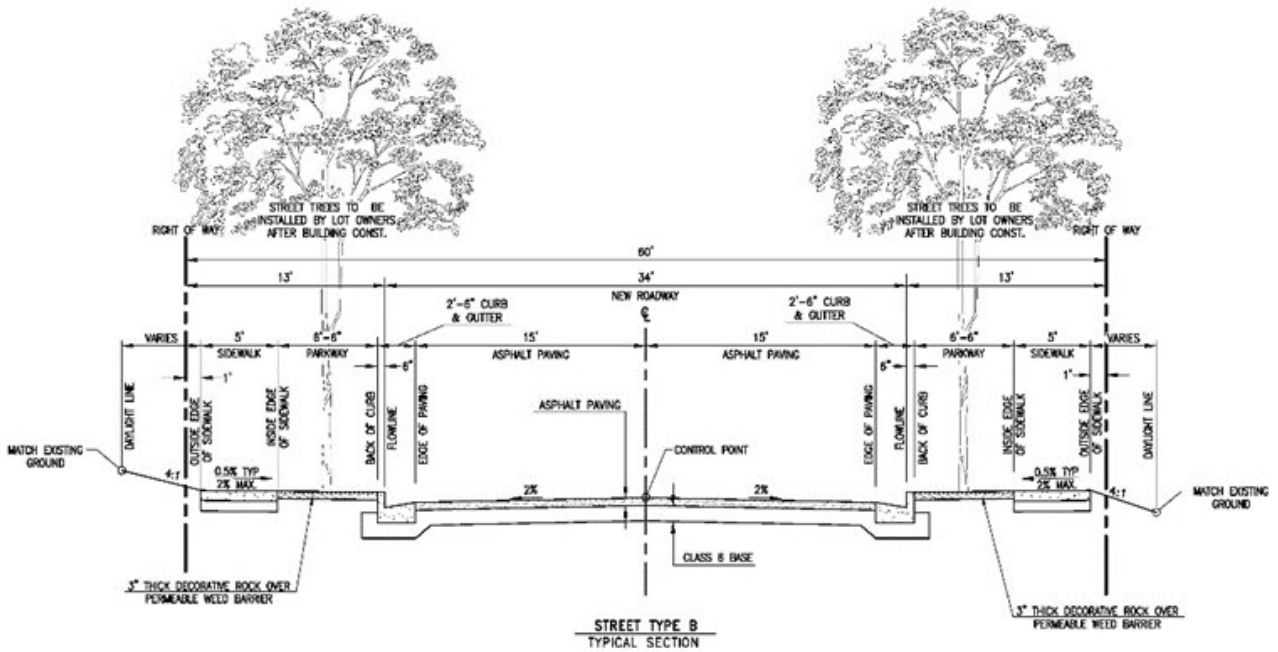 STREET TREES TO BE
INSTALLED BY LOT OWNERS
AFTER BUILDING CONST.
STREET TREES TO BE
INSTALLED BY LOT OWNERS
AFTER BUILDING CONST.
RIGHT OF WAY
RIGHT OF WAY
60'
13'
34'
13'
NEW ROADWAY
2'-6" CURB
& GUTTER
2'-6" CURB
& GUTTER
VARIES
5'
SIDEWALK
6'-6"
PARKWAY
15'
ASPHALT PAVING
15'
ASPHALT PAVING
6'-6"
PARKWAY
5'
SIDEWALK
VARIES
1'
6"
6"
1'
DAYLIGHT LINE
OUTSIDE EDGE
OF SIDEWALK
INSIDE EDGE
OF SIDEWALK
BACK OF CURB
FLOWLINE
EDGE OF PAVING
ASPHALT PAVING
CONTROL POINT
EDGE OF PAVING
FLOWLINE
BACK OF CURB
INSIDE EDGE
OF SIDEWALK
OUTSIDE EDGE
OF SIDEWALK
DAYLIGHT LINE
MATCH EXISTING
GROUND
4:1
0.5% TYP
2% MAX.
2%
2%
0.5% TYP
2% MAX.
4:1
MATCH EXISTING
GROUND
CLASS 6 BASE
3" THICK DECORATIVE ROCK OVER
PERMEABLE WEED BARRIER
3" THICK DECORATIVE ROCK OVER
PERMEABLE WEED BARRIER
STREET TYPE B
TYPICAL SECTION